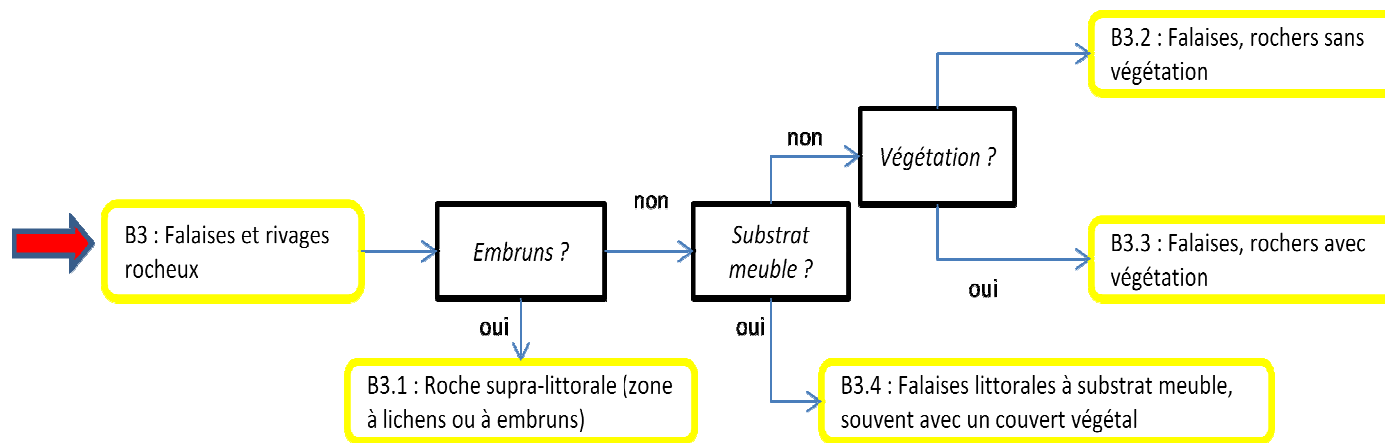 B3 : Falaises et rivages
rocheux
Embruns ?
oui
B3.1 : Roche supra-littorale (zone
à lichens ou à embruns)
non
Substrat
meuble ?
oui
B3.4 : Falaises littorales à substrat meuble,
souvent avec un couvert végétal
non
Végétation ?
B3.2 : Falaises, rochers sans
végétation
oui
B3.3 : Falaises, rochers avec
végétation